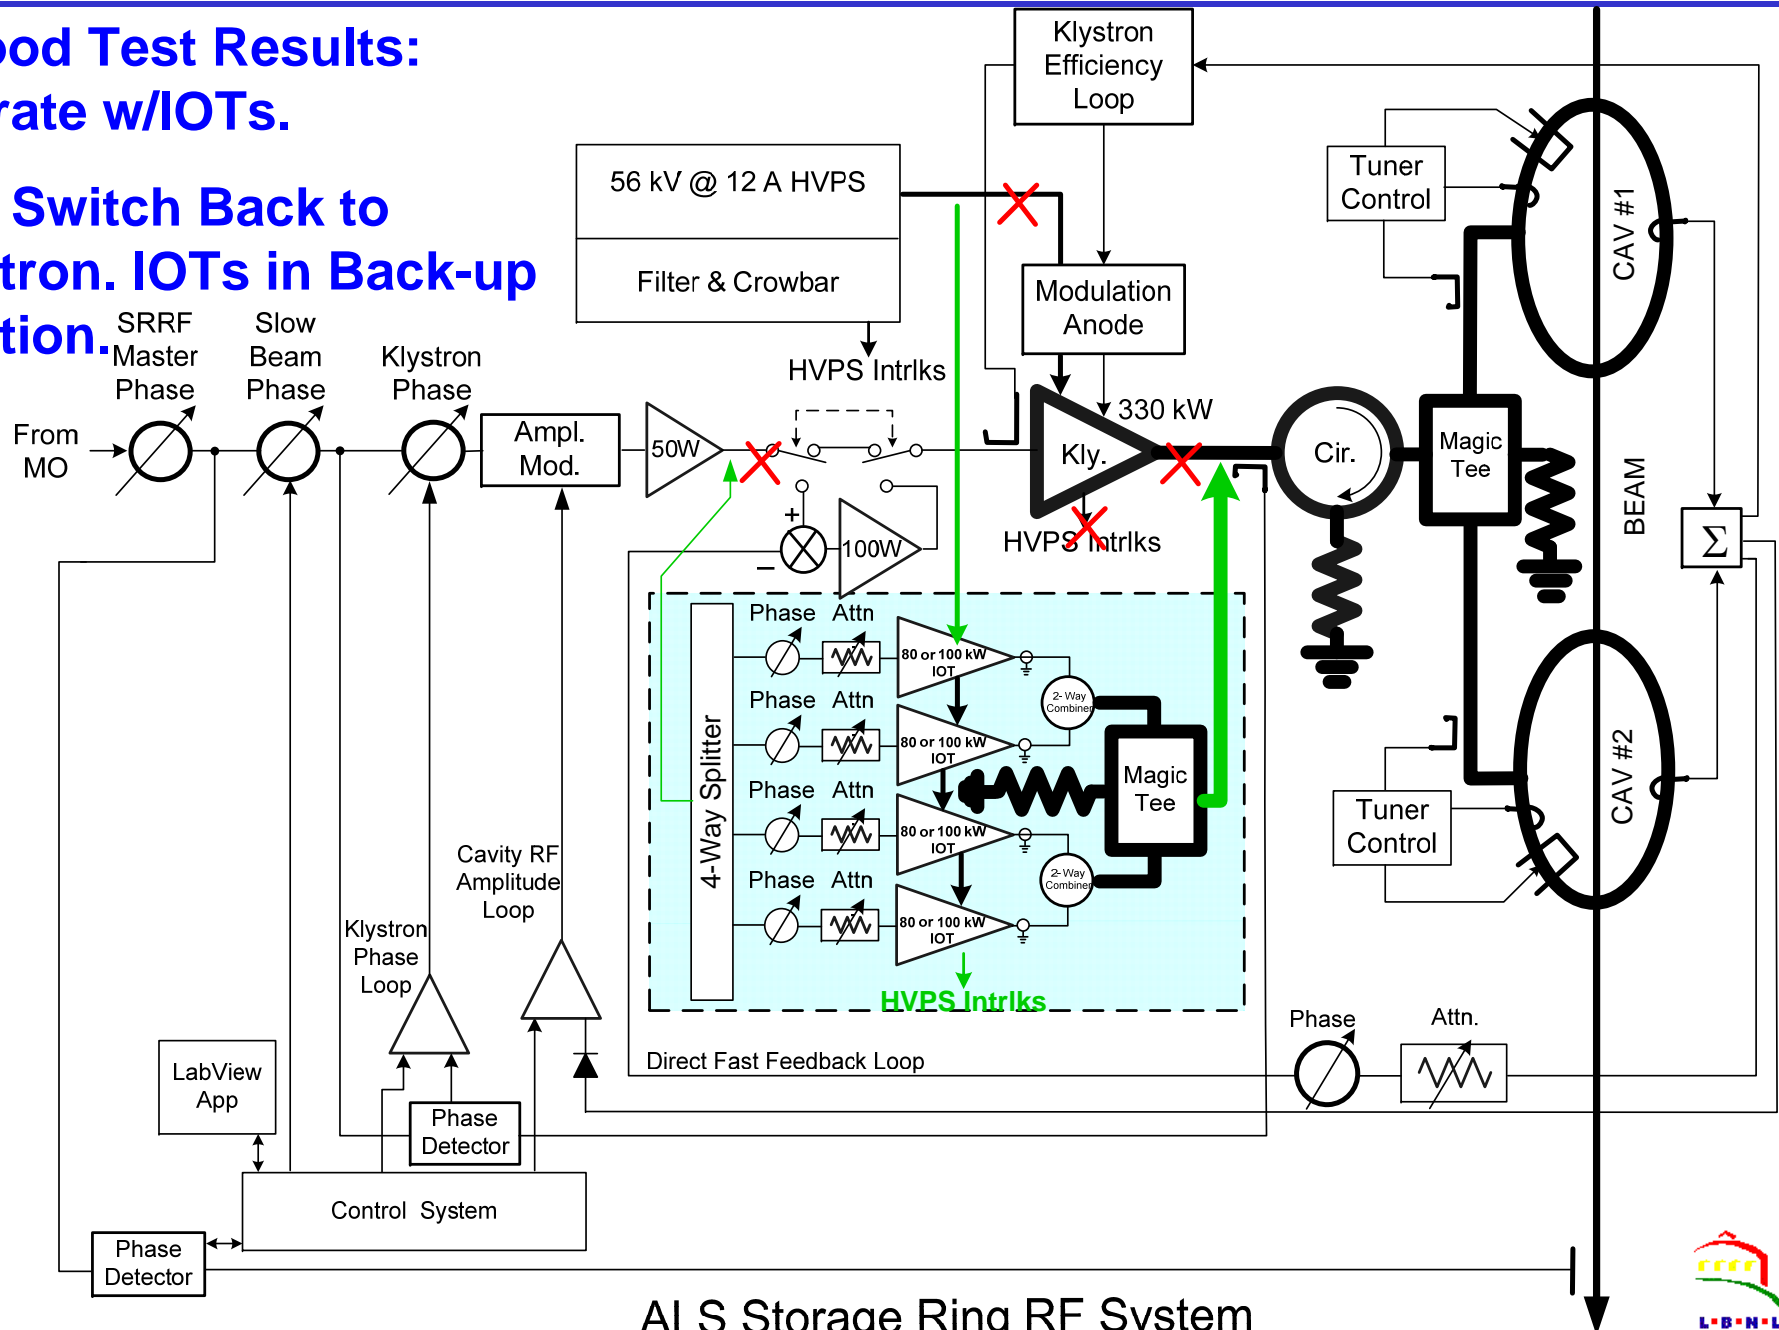 ood Test Results:
rate w/IOTs.
Switch Back to
tron. IOTs in Back-up
tion.
Klystron
Efficiency
Loop
56 kV @ 12 A HVPS
Filter & Crowbar
HVPS Intrlks
Modulation
Anode
Tuner
Control
CAV #1
SRRF
Master
Phase
Slow
Beam
Phase
Klystron
Phase
From
MO
Ampl.
Mod.
50W
+
−
100W
Kly.
330 kW
HVPS Intrlks
Cir.
Magic
Tee
BEAM
Σ
4-Way Splitter
Phase Attn
80 or 100 kW
IOT
Phase Attn
80 or 100 kW
IOT
Phase Attn
80 or 100 kW
IOT
Phase Attn
80 or 100 kW
IOT
2-Way
Combiner
2-Way
Combiner
Magic
Tee
HVPS Intrlks
CAV #2
Tuner
Control
Cavity RF
Amplitude
Loop
Klystron
Phase
Loop
Direct Fast Feedback Loop
Phase
Attn.
LabView
App
Phase
Detector
Control System
Phase
Detector
ALS Storage Ring RF System
L·B·N·L